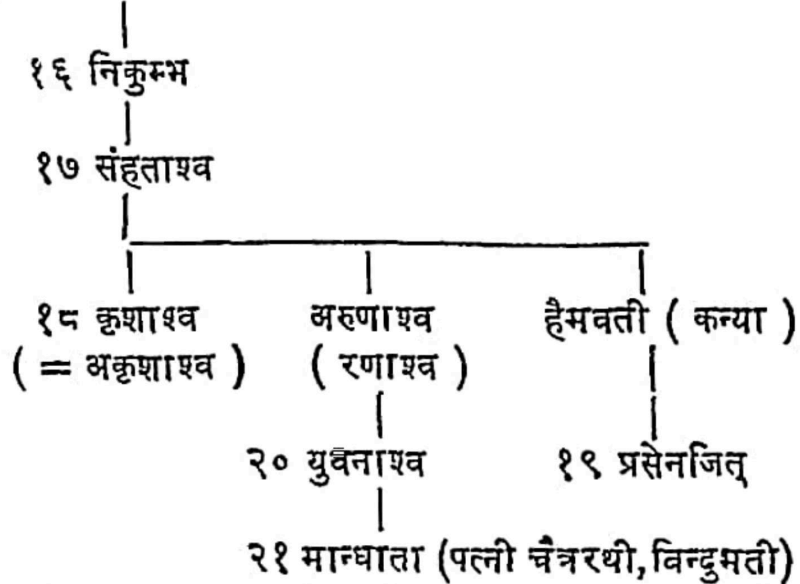 १६ निकुम्भ
१७ संहताश्व
१८ कृशाश्व अरुणाश्व हैमवती ( कन्या )
( = अकृशाश्व ) ( रणाश्व )
२० युवनाश्व १९ प्रसेनजित्
२१ मान्धाता (पत्नी चैत्ररथी, विन्दुमती)